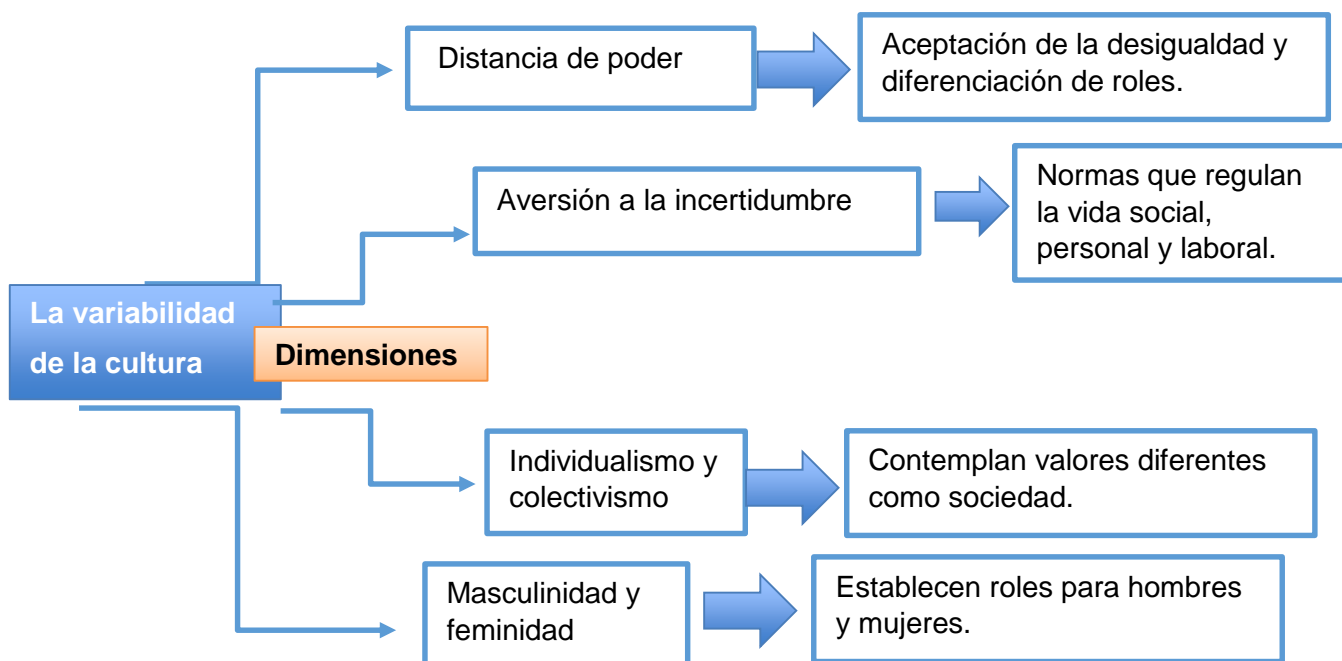 Distancia de poder
Aceptación de la desigualdad y
diferenciación de roles.
Aversión a la incertidumbre
Normas que regulan
la vida social,
personal y laboral.
La variabilidad
de la cultura
Dimensiones
Individualismo y
colectivismo
Contemplan valores diferentes
como sociedad.
Masculinidad y
feminidad
Establecen roles para hombres
y mujeres.